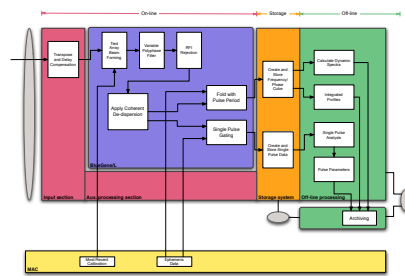 On-line
Storage
Off-line
Transpose
and Delay
Compensation
Tied
Array
Beam
Forming
Variable
Polyphase
Filter
RFI
Rejection
Apply Coherent
De-dispersion
Fold with
Pulse Period
Single Pulse
Gating
BlueGene/L
Create and
Store
Frequency/
Phase
Cube
Create and
Store Single
Pulse Data
Calculate Dynamic
Spectra
Integrated
Profiles
Single Pulse
Analysis
Pulse Parameters
Input section
Aux processing section
Storage system
Off-line processing
Archiving
Most Recent
Calibration
Ephemeris
Data
MAC